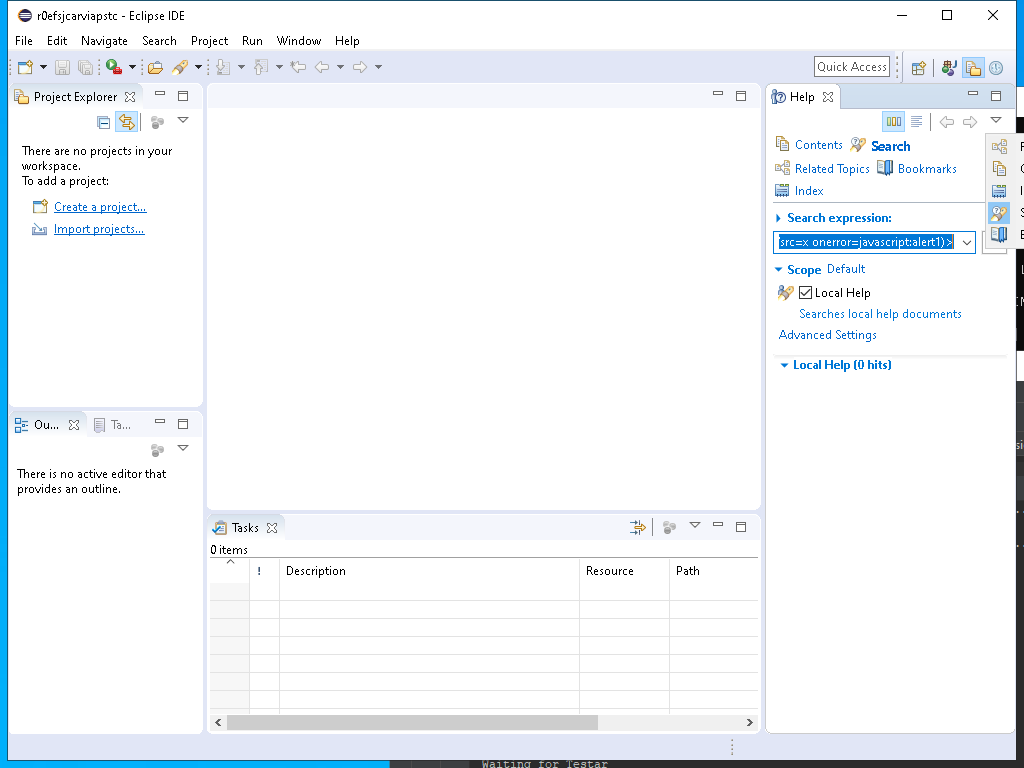 r0efsjcarviapstc - Eclipse IDE
File Edit Navigate Search Project Run Window Help
Quick Access
Project Explorer
There are no projects in your
workspace.
To add a project:
Create a project...
Import projects...
Ou... Ta...
There is no active editor that
provides an outline.
Tasks
0 items
! Description Resource Path
Help
Contents Search
Related Topics Bookmarks
Index
Search expression:
src=x onerror=javascript:alert1)>
Scope Default
Local Help
Searches local help documents
Advanced Settings
Local Help (0 hits)
Waiting for Testar